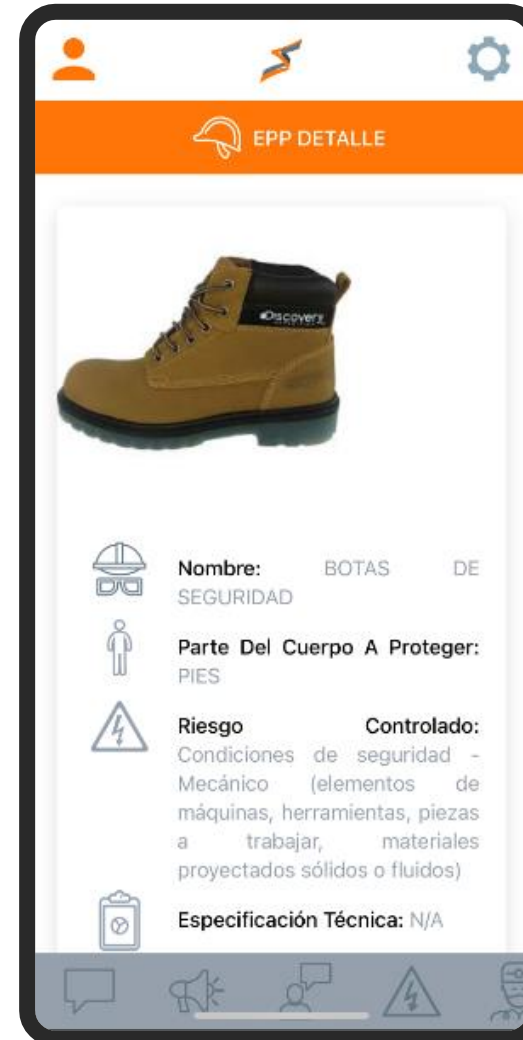 EPP DETALLE
Discovery
Nombre: BOTAS DE
SEGURIDAD
Parte Del Cuerpo A Proteger:
PIES
Riesgo Controlado:
Condiciones de seguridad -
Mecánico (elementos de
máquinas, herramientas, piezas
a trabajar, materiales
proyectados sólidos o fluidos)
Especificación Técnica: N/A